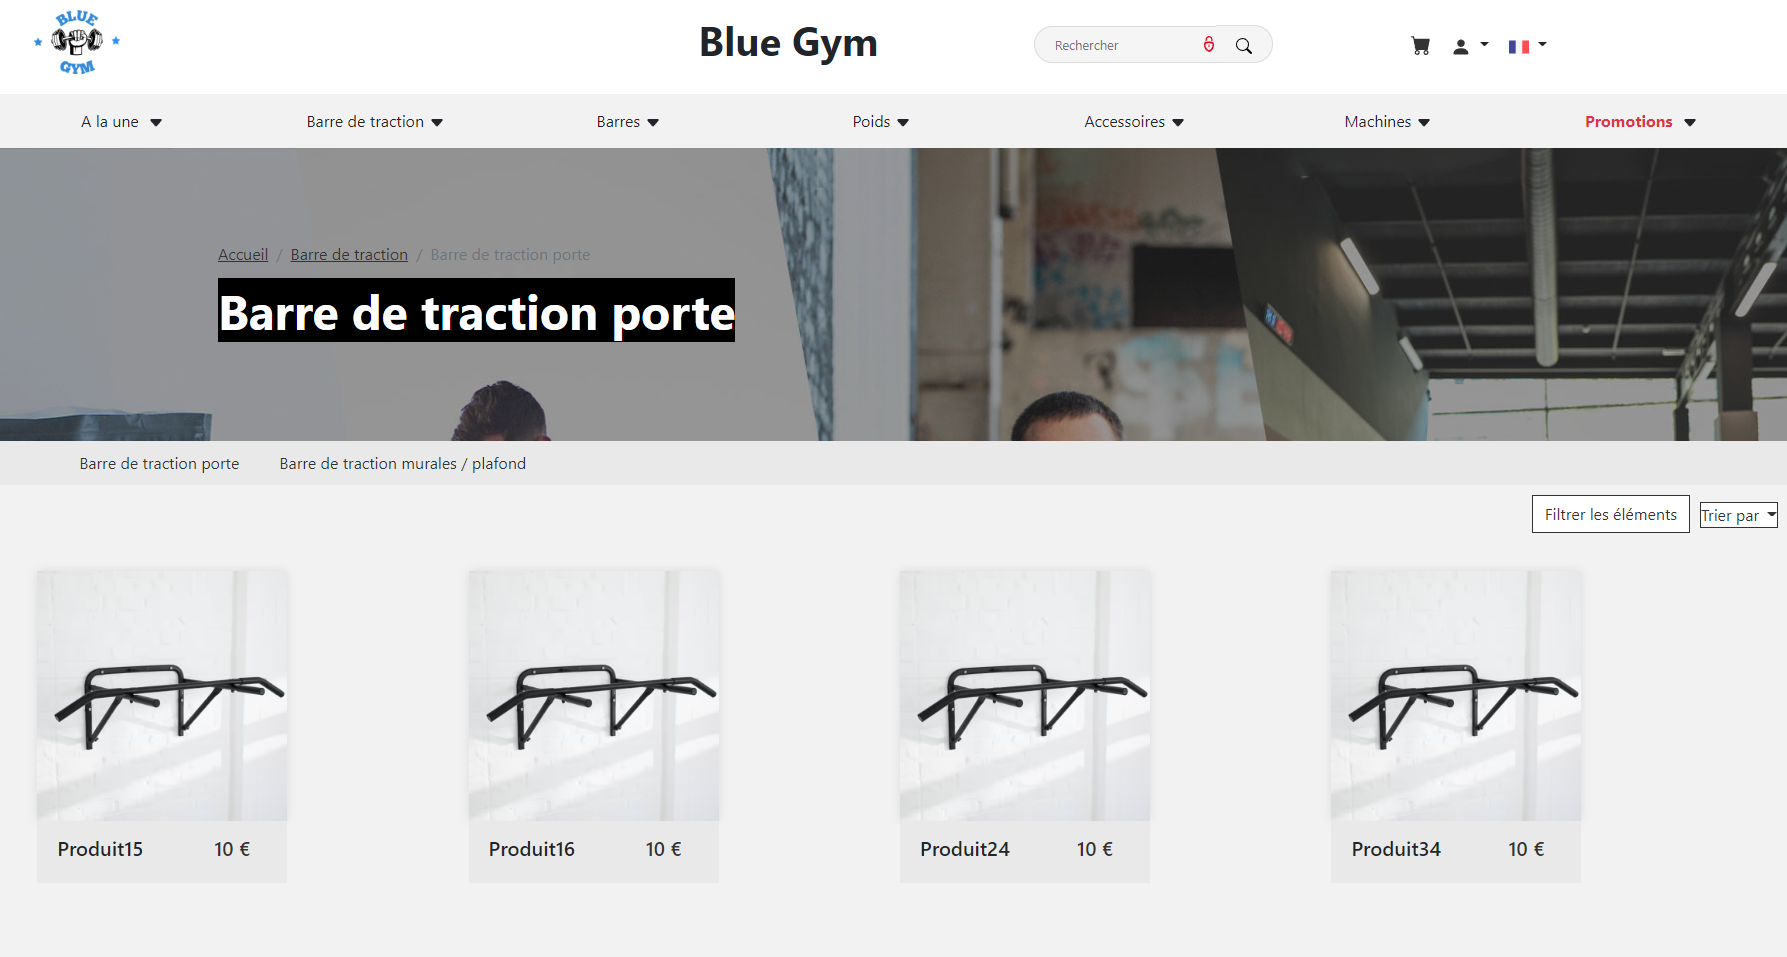 BLUE
GYM
Blue Gym
Rechercher
A la une
Barre de traction
Barres
Poids
Accessoires
Machines
Promotions
Accueil / Barre de traction / Barre de traction porte
Barre de traction porte
Barre de traction porte
Barre de traction murales / plafond
Filtrer les éléments
Trier par
Produit15 10 €
Produit16 10 €
Produit24 10 €
Produit34 10 €